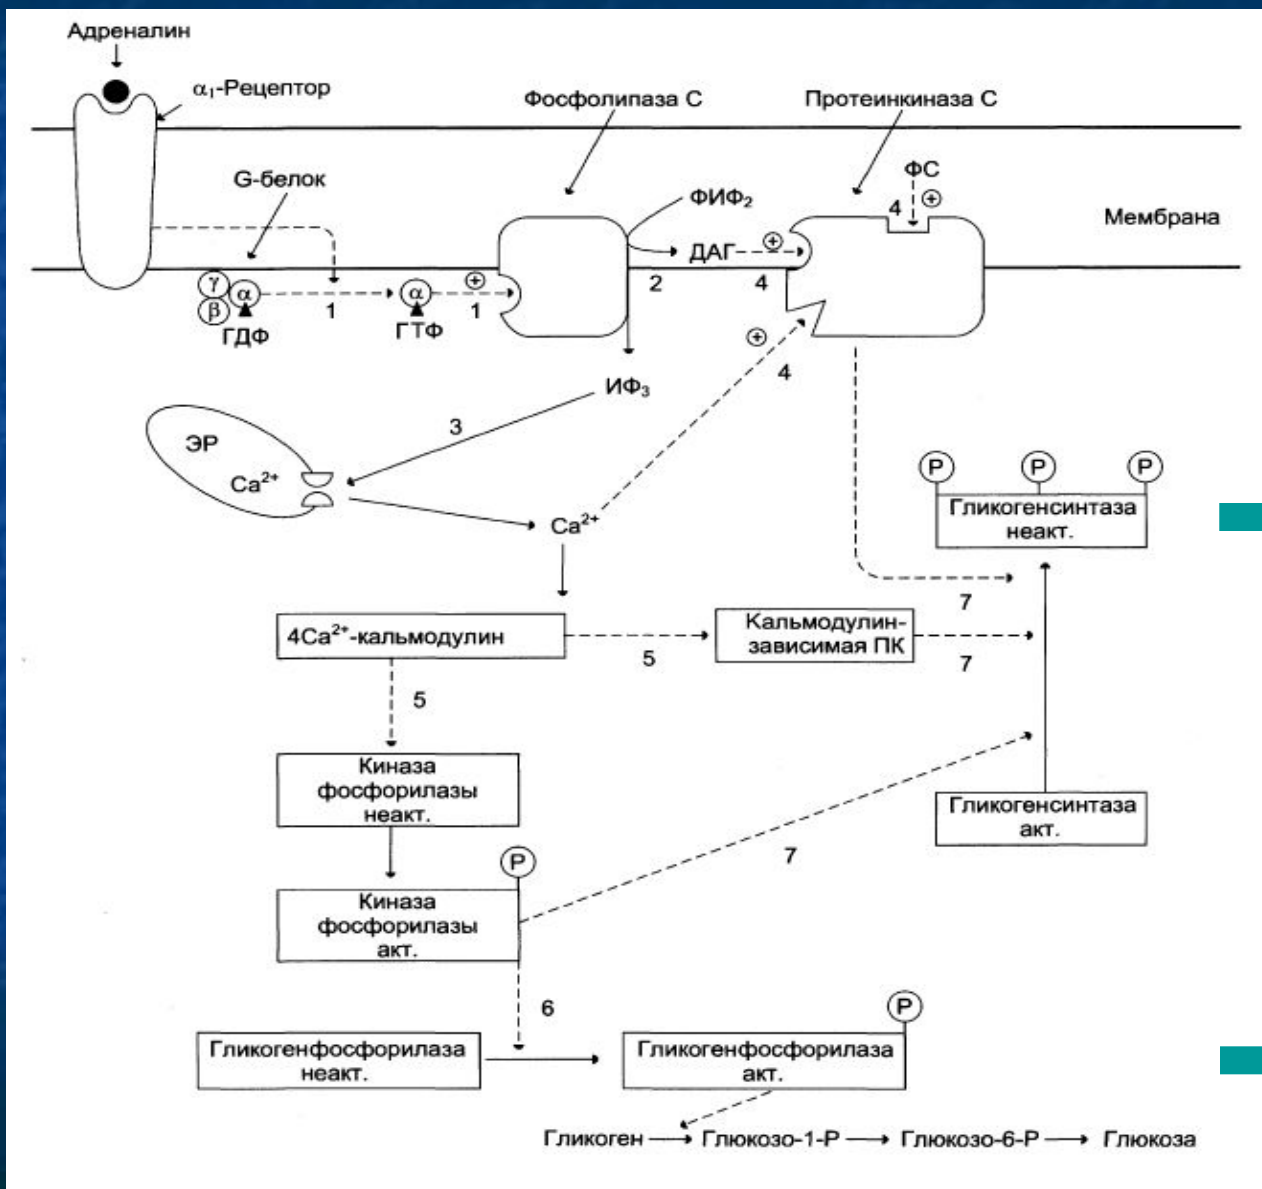 Адреналин
α₁-Рецептор
Фосфолипаза С
Протеинкиназа С
ФС
+
4
G-белок
ФИФ₂
Мембрана
ДАГ
+
2
4
γ
β
α
ГДФ
1
α
ГТФ
+
1
+
4
ИФ₃
3
ЭР
Ca²⁺
Ca²⁺
P
P
P
Гликогенсинтаза
неакт.
7
4Ca²⁺-кальмодулин
5
Кальмодулин-
зависимая ПК
7
5
Киназа
фосфорилазы
неакт.
Гликогенсинтаза
акт.
7
P
Киназа
фосфорилазы
акт.
6
P
Гликогенфосфорилаза
неакт.
Гликогенфосфорилаза
акт.
Гликоген
Глюкозо-1-Р
Глюкозо-6-Р
Глюкоза